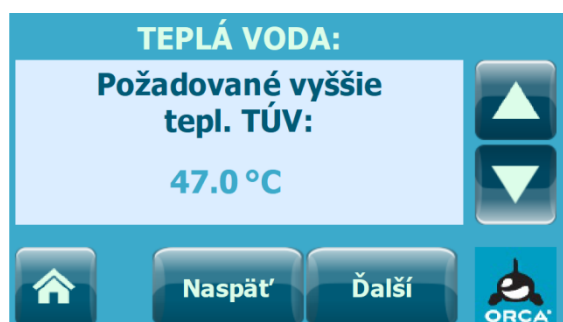 TEPLÁ VODA:
Požadované vyššie
tepl. TÚV:
47.0 °C
Naspäť
Ďalší
ORCA